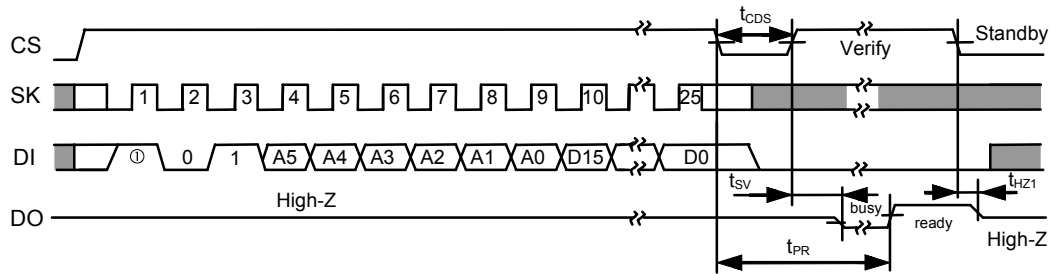 CS tCDS Verify Standby
SK 1 2 3 4 5 6 7 8 9 10 25
DI ① 0 1 A5 A4 A3 A2 A1 A0 D15 D0
tSV tHZ1
DO High-Z busy ready High-Z
tPR